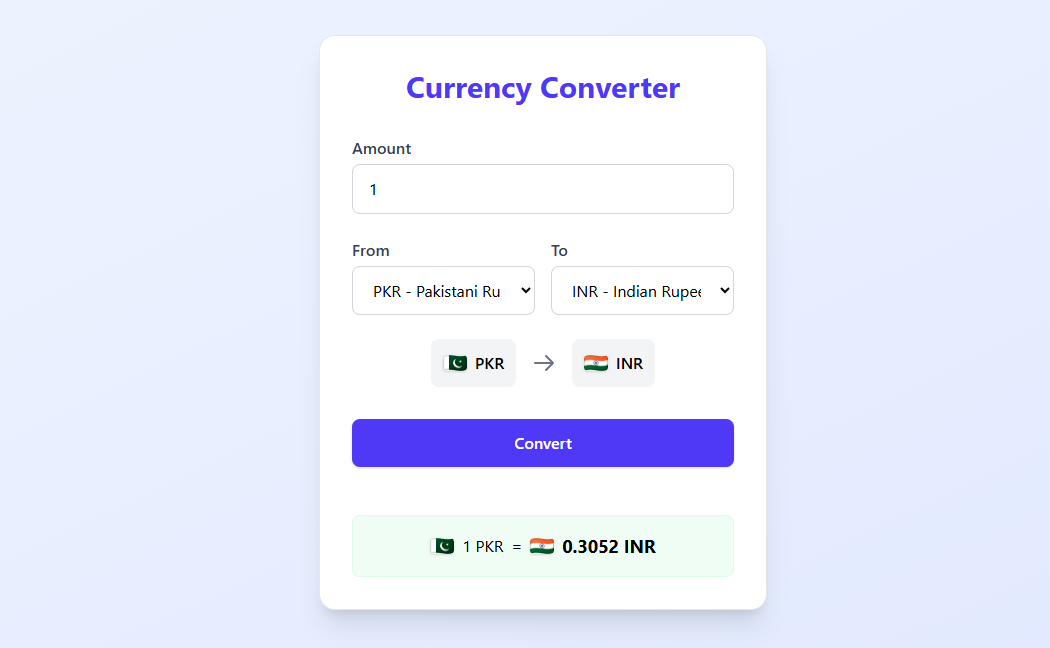 Currency Converter
Amount
1
From To
PKR - Pakistani Ru INR - Indian Rupee
PKR → INR
Convert
1 PKR = 0.3052 INR